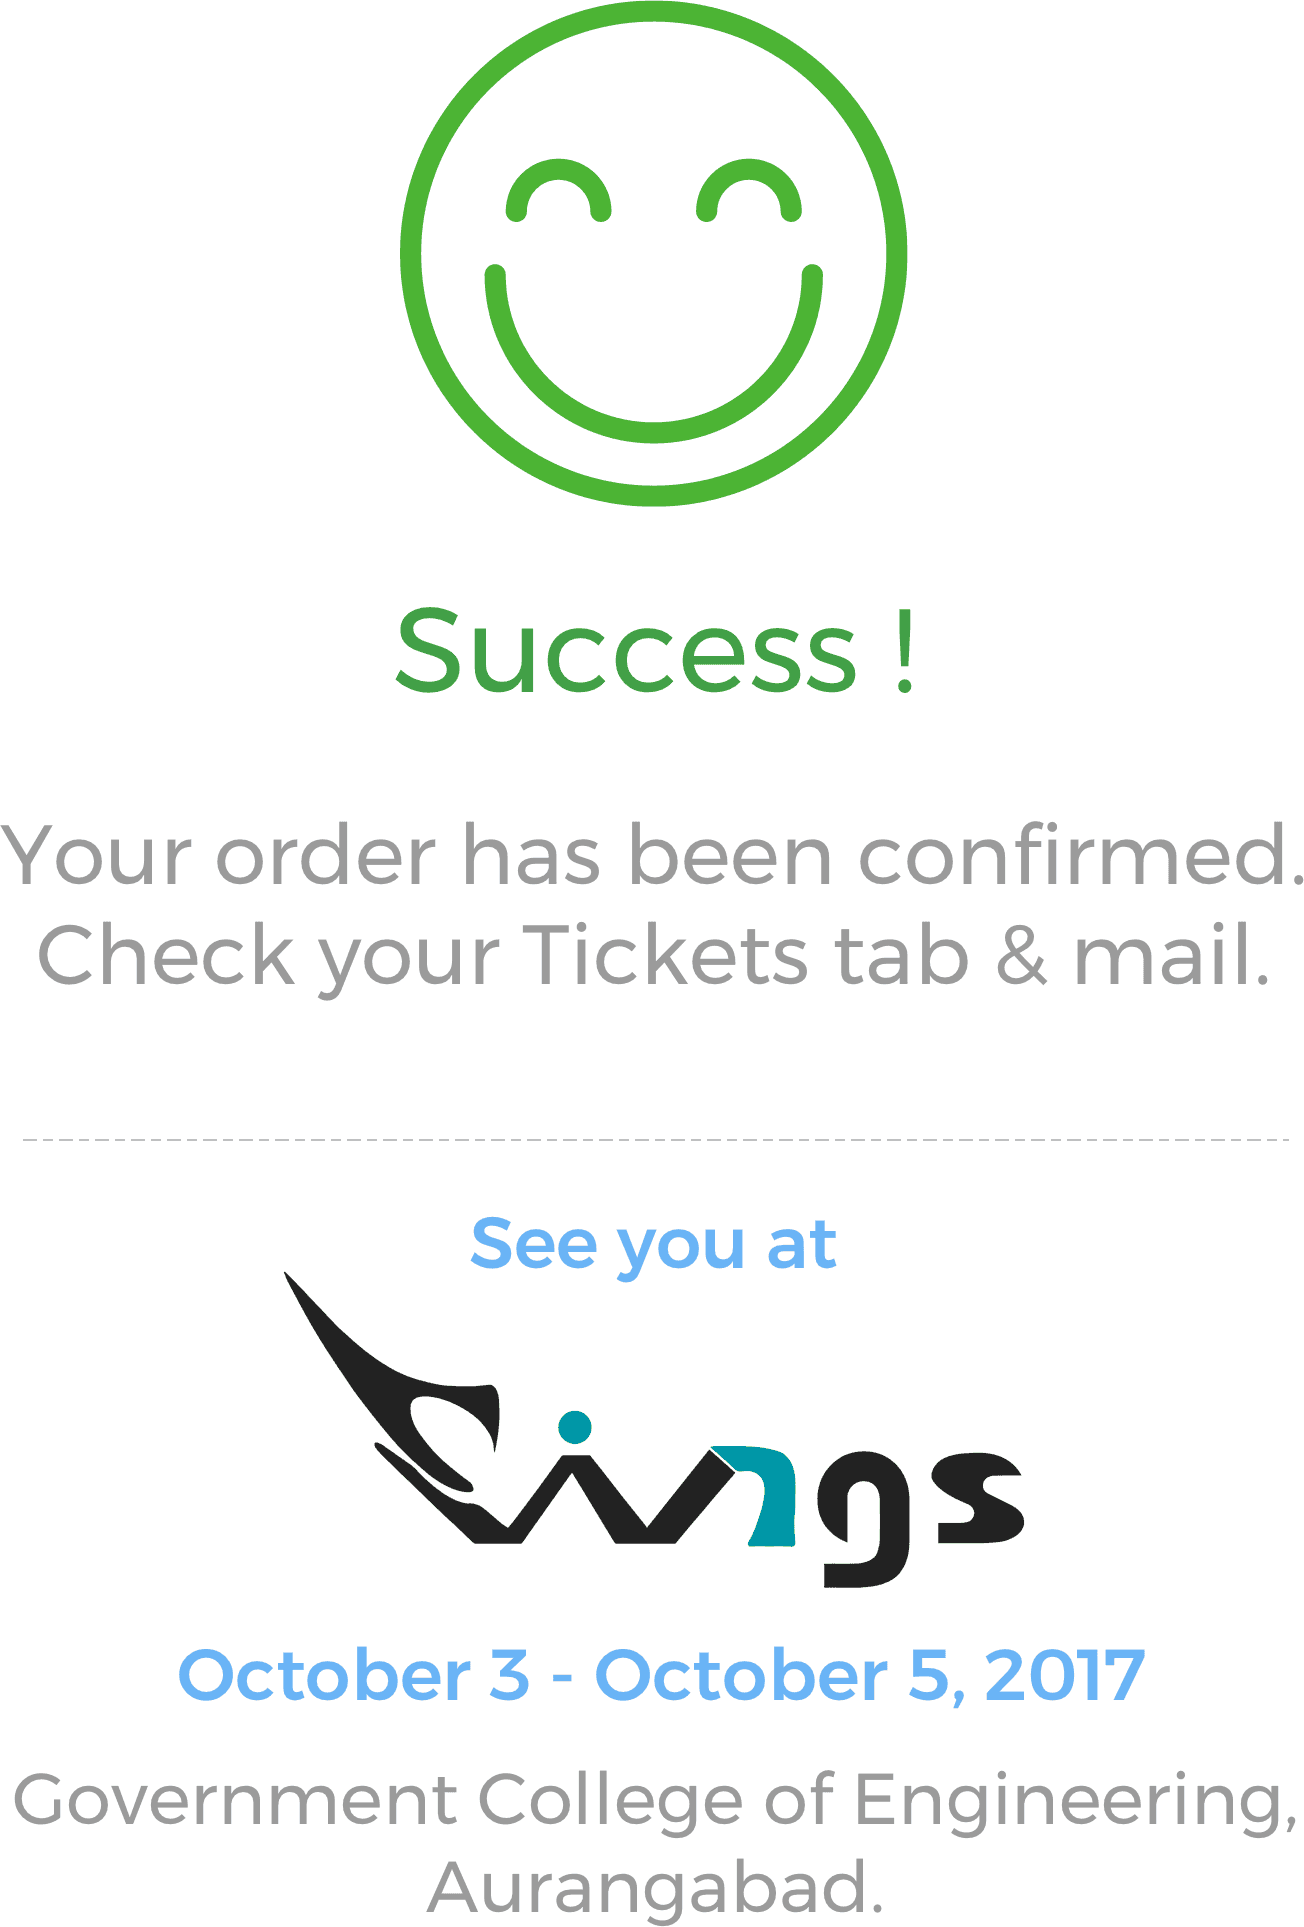 Success !
Your order has been confirmed.
Check your Tickets tab & mail.
See you at
Wings
October 3 - October 5, 2017
Government College of Engineering,
Aurangabad.